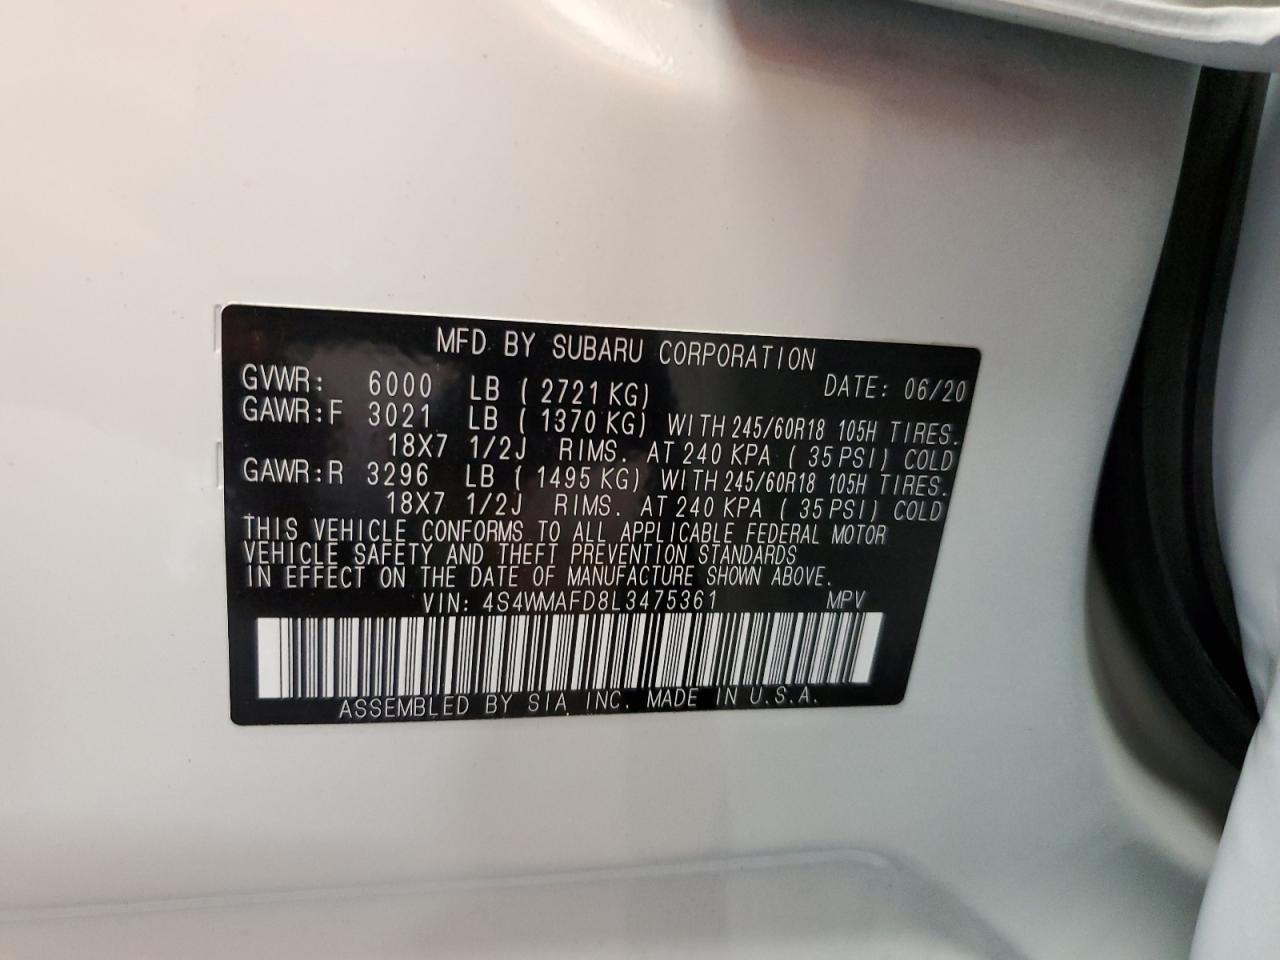 MFD BY SUBARU CORPORATION
GVWR: 6000 LB ( 2721 KG) DATE: 06/20
GAWR:F 3021 LB ( 1370 KG) WITH 245/60R18 105H TIRES.
18X7 1/2J RIMS. AT 240 KPA ( 35 PSI) COLD
GAWR:R 3296 LB ( 1495 KG) WITH 245/60R18 105H TIRES.
18X7 1/2J RIMS. AT 240 KPA ( 35 PSI) COLD
THIS VEHICLE CONFORMS TO ALL APPLICABLE FEDERAL MOTOR
VEHICLE SAFETY AND THEFT PREVENTION STANDARDS
IN EFFECT ON THE DATE OF MANUFACTURE SHOWN ABOVE.
VIN: 4S4WMAFD8L3475361 MPV
ASSEMBLED BY SIA INC. MADE IN U.S.A.